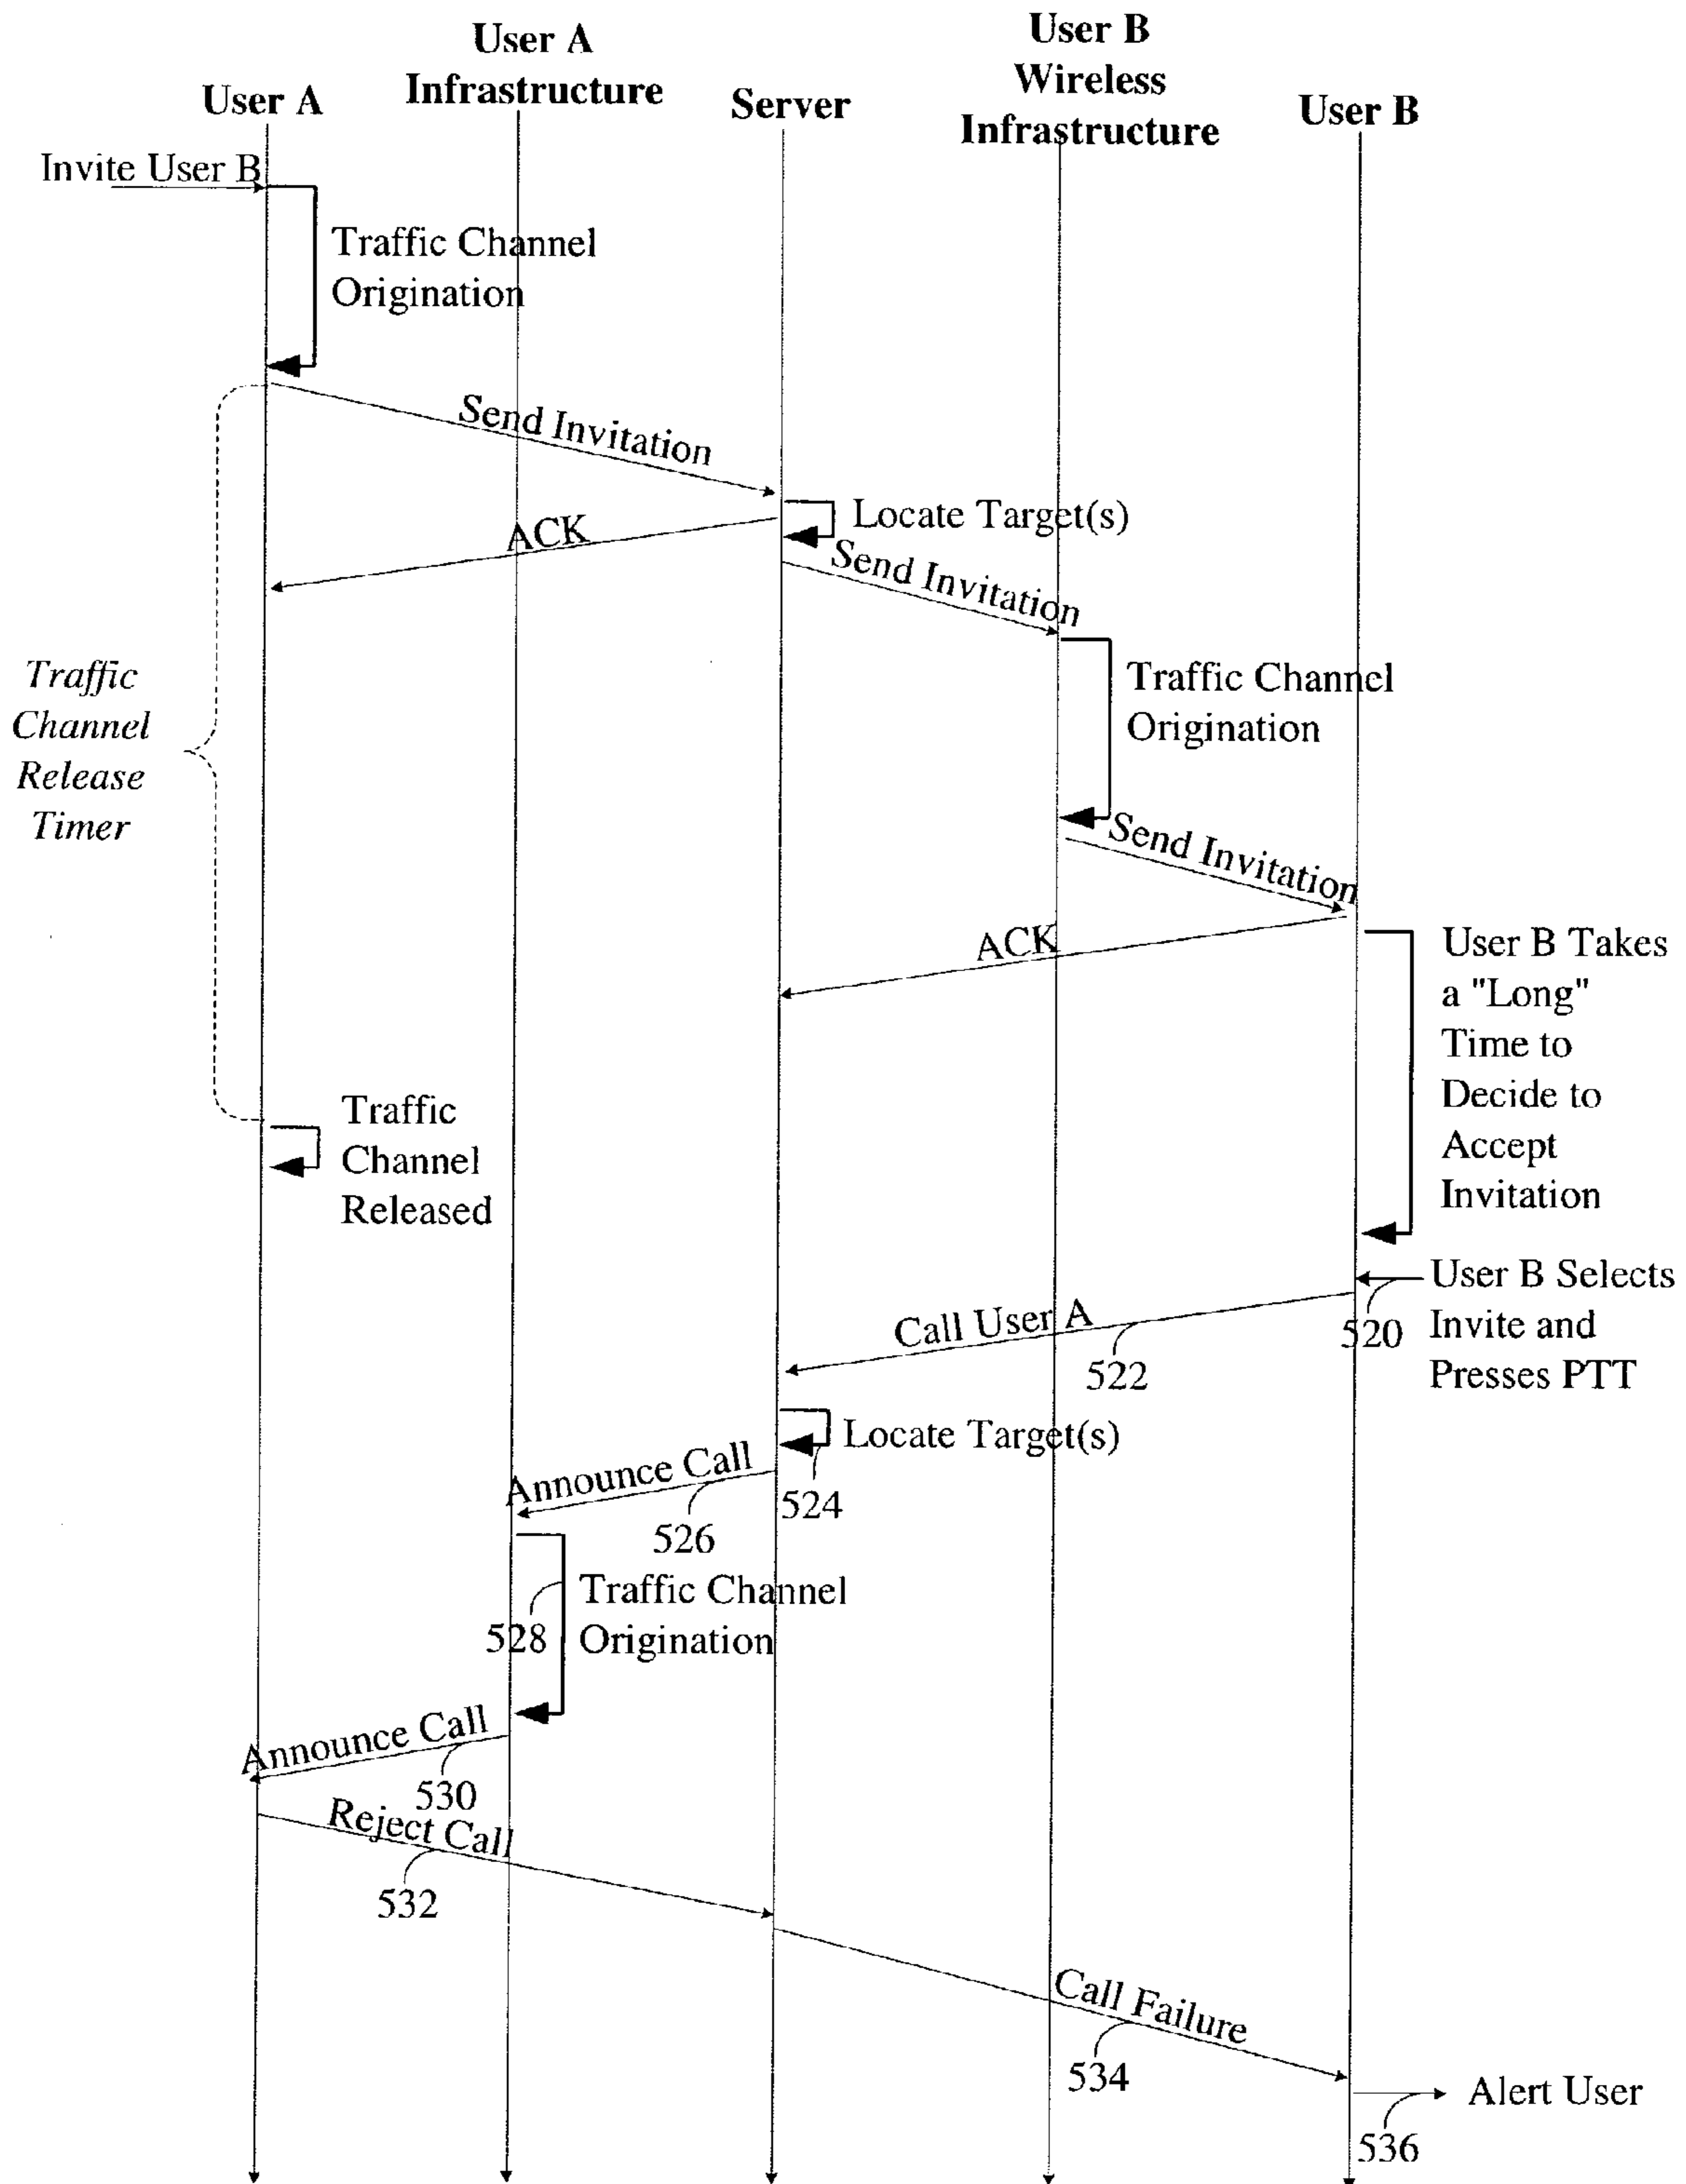 User A
User A
Infrastructure
Server
User B
Wireless
Infrastructure
User B
Invite User B
Traffic Channel
Origination
Send Invitation
Locate Target(s)
ACK
Send Invitation
Traffic
Channel
Release
Timer
Traffic Channel
Origination
Send Invitation
ACK
User B Takes
a "Long"
Time to
Decide to
Accept
Invitation
Traffic
Channel
Released
User B Selects
Invite and
Presses PTT
520
Call User A
522
Locate Target(s)
524
Announce Call
526
Traffic Channel
Origination
528
Announce Call
530
Reject Call
532
Call Failure
534
Alert User
536